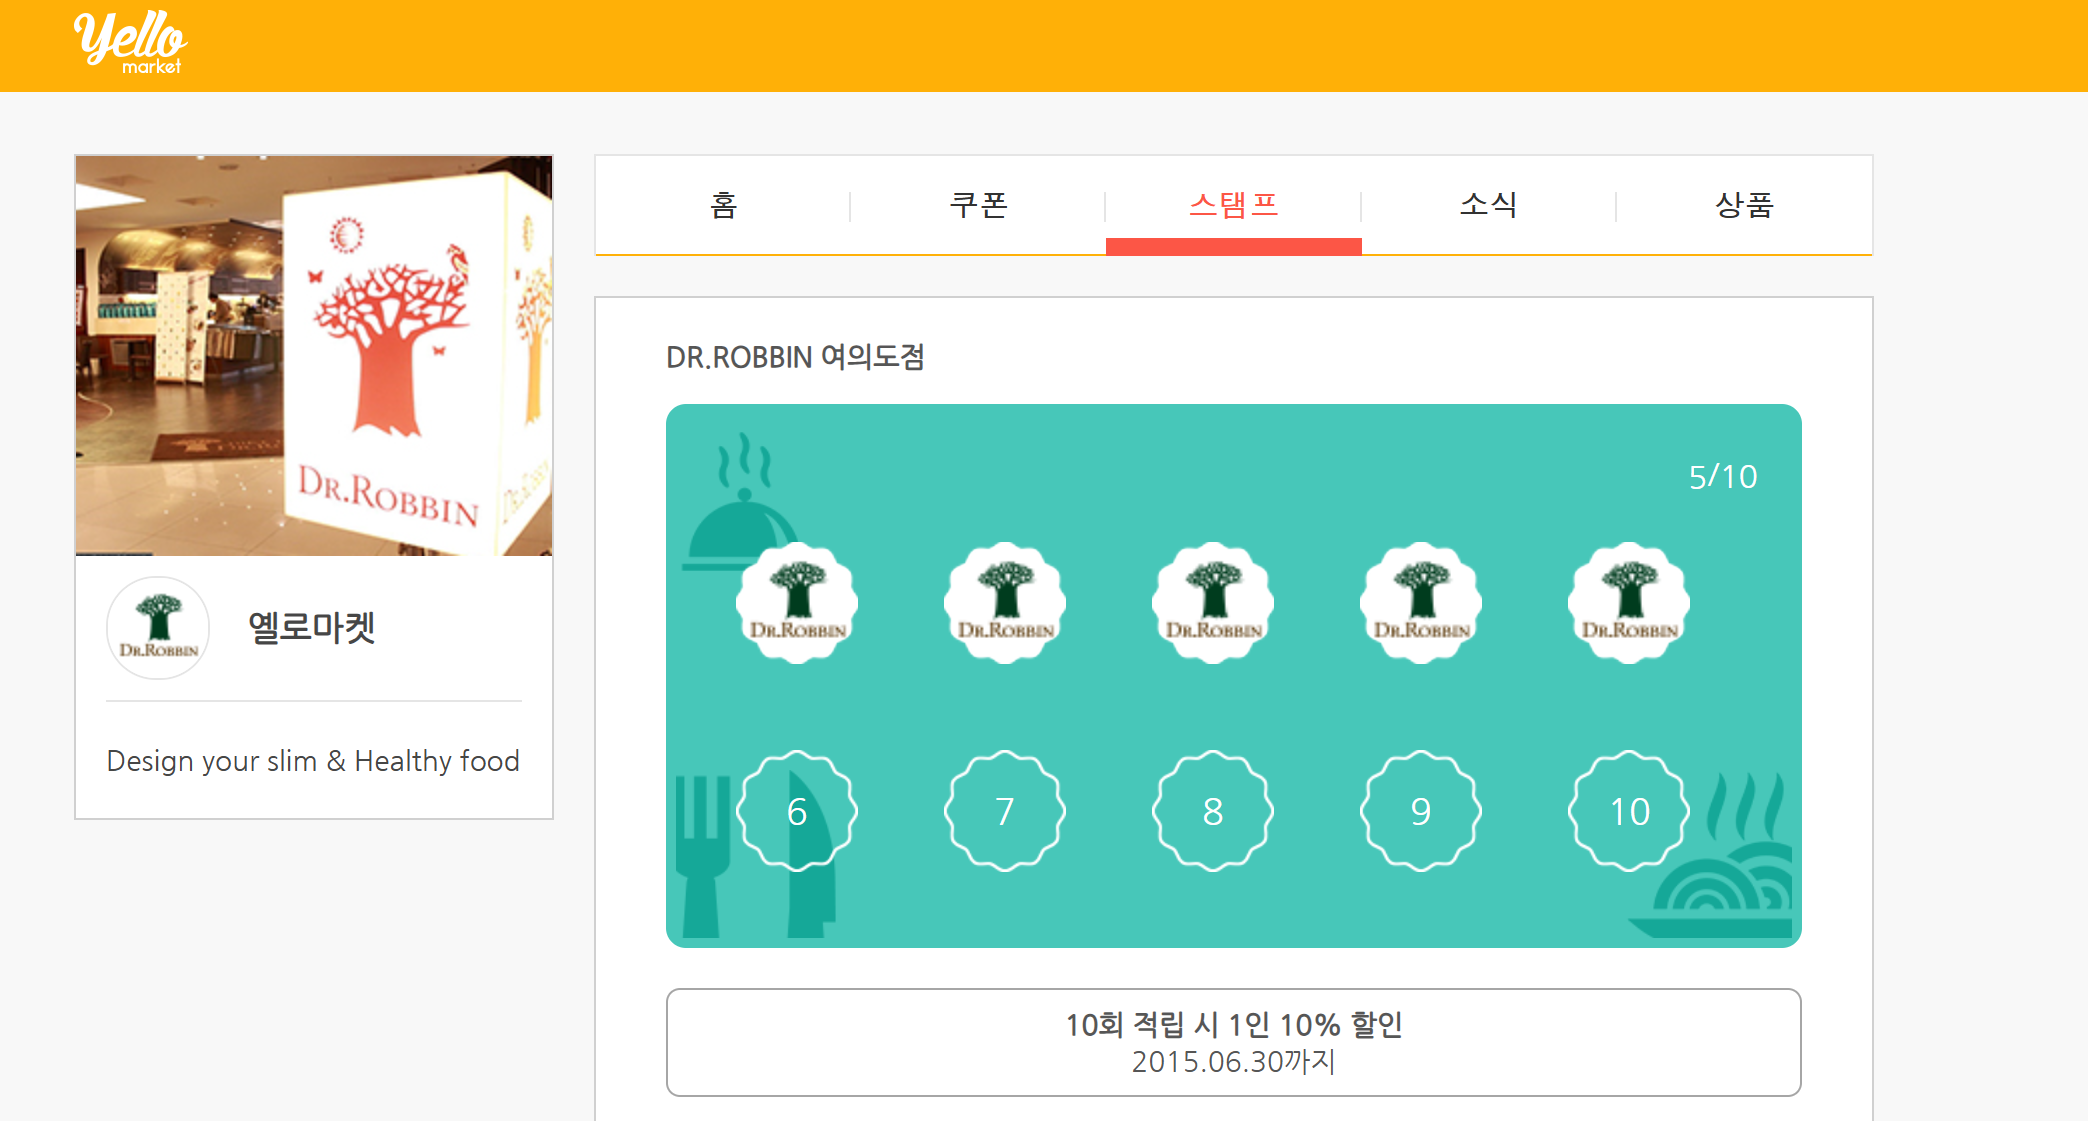 Yello
market
홈
쿠폰
스탬프
소식
상품
DR.ROBBIN
DR.ROBBIN
DR.ROBBIN
옐로마켓
Design your slim & Healthy food
DR.ROBBIN 여의도점
5/10
DR.ROBBIN
DR.ROBBIN
DR.ROBBIN
DR.ROBBIN
DR.ROBBIN
6
7
8
9
10
10회 적립 시 1인 10% 할인
2015.06.30까지